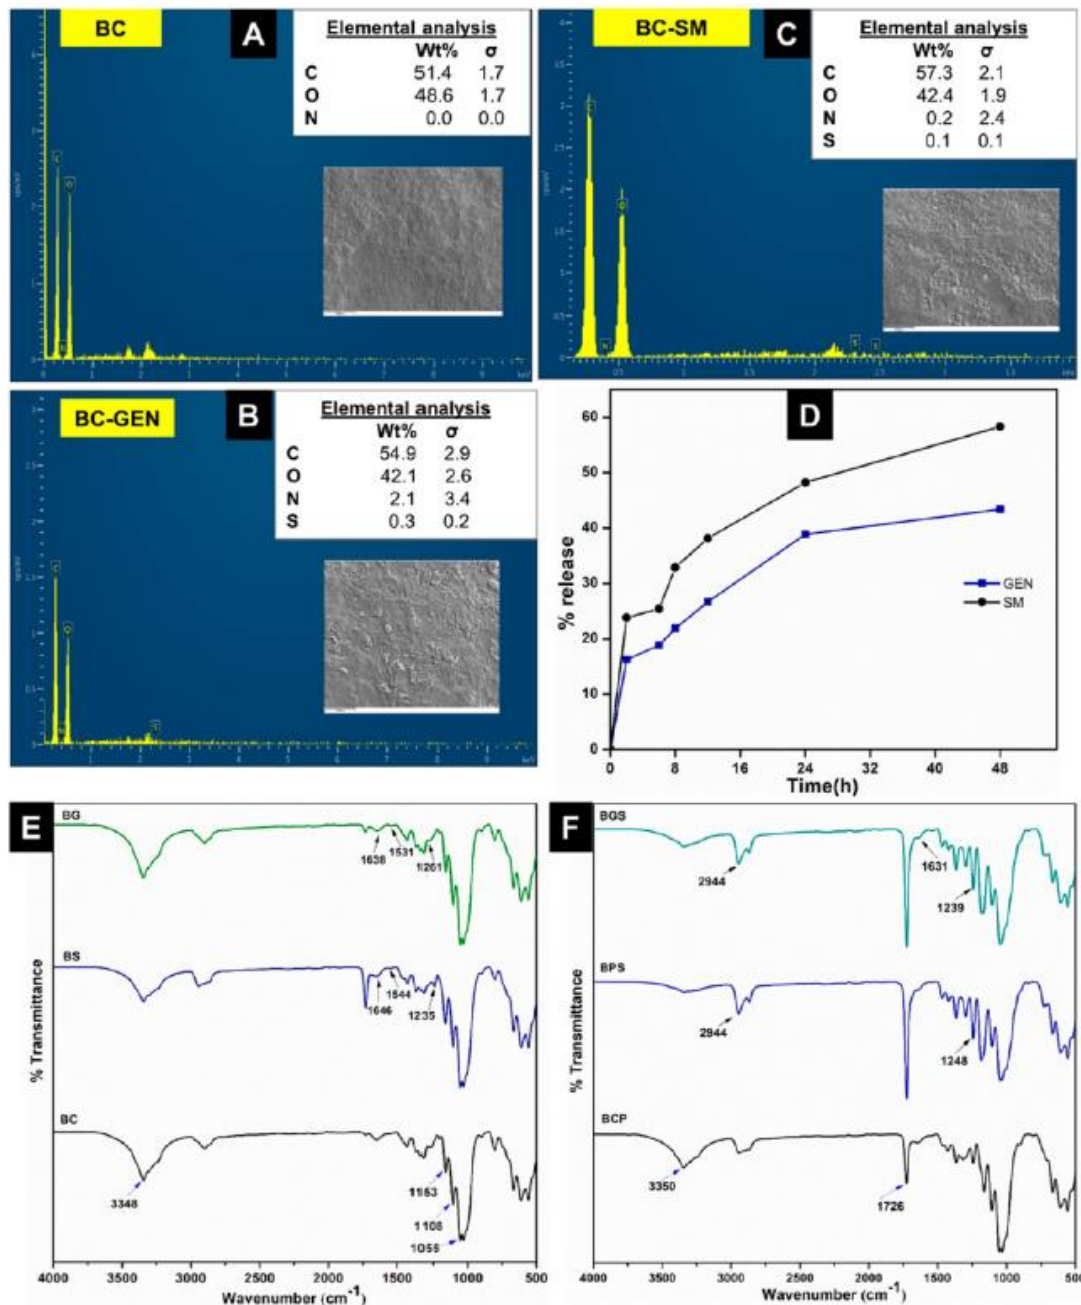 BC
A
Elemental analysis
Wt% σ
C 51.4 1.7
O 48.6 1.7
N 0.0 0.0
BC-SM
C
Elemental analysis
Wt% σ
C 57.3 2.1
O 42.4 1.9
N 0.2 2.4
S 0.1 0.1
BC-GEN
B
Elemental analysis
Wt% σ
C 54.9 2.9
O 42.1 2.6
N 2.1 3.4
S 0.3 0.2
D
% release
60
50
40
30
20
10
0
GEN
SM
0 8 16 24 32 40 48
Time(h)
E
% Transmittance
BG
1638 1531 1261
BS
1646 1544 1235
BC
3348
1163
1108
1055
4000 3500 3000 2500 2000 1500 1000 500
Wavenumber (cm-1)
F
% Transmittance
BGS
2944
1631
1239
BPS
2944
1248
BCP
3350
1726
4000 3500 3000 2500 2000 1500 1000 500
Wavenumber (cm-1)